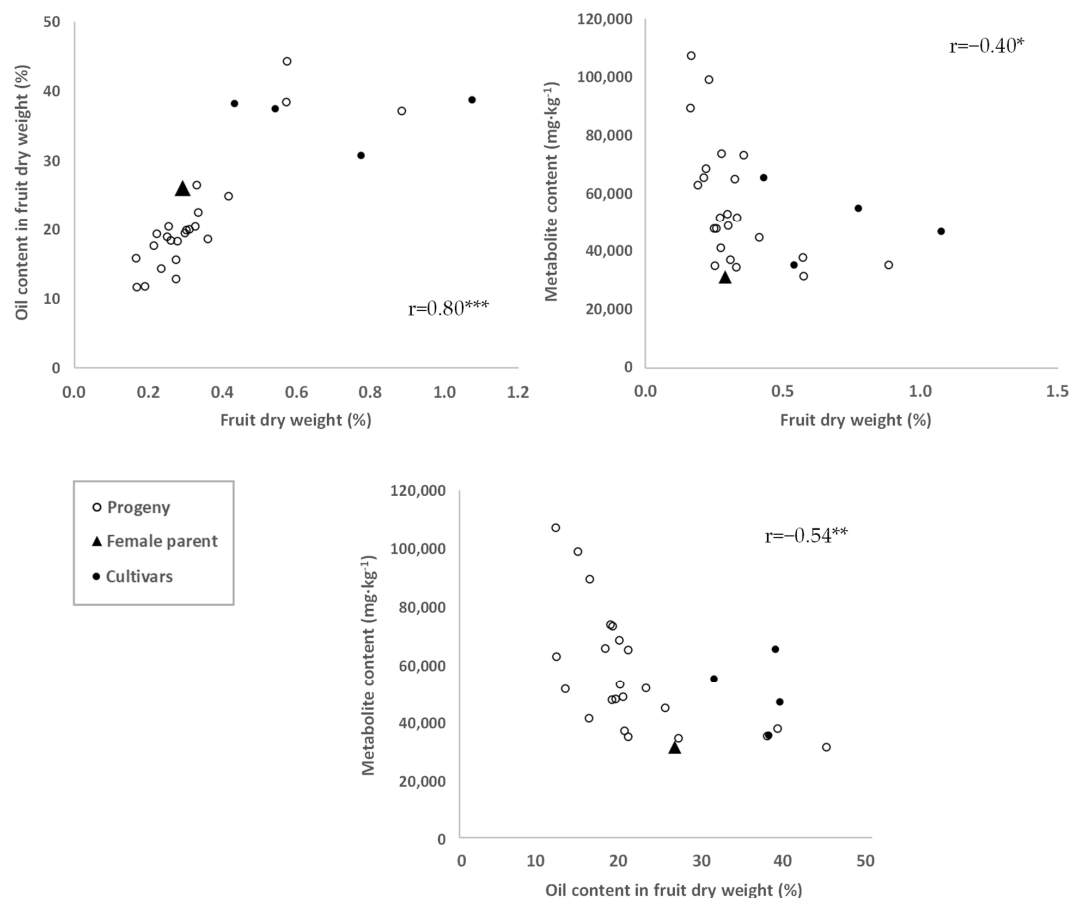 50
40
30
20
10
0
0.0 0.2 0.4 0.6 0.8 1.0 1.2
Oil content in fruit dry weight (%)
Fruit dry weight (%)
r=0.80***
120,000
100,000
80,000
60,000
40,000
20,000
0
0.0 0.5 1.0 1.5
Metabolite content (mg·kg-1)
Fruit dry weight (%)
r=−0.40*
Progeny
Female parent
Cultivars
120,000
100,000
80,000
60,000
40,000
20,000
0
0 10 20 30 40 50
Metabolite content (mg·kg-1)
Oil content in fruit dry weight (%)
r=−0.54**